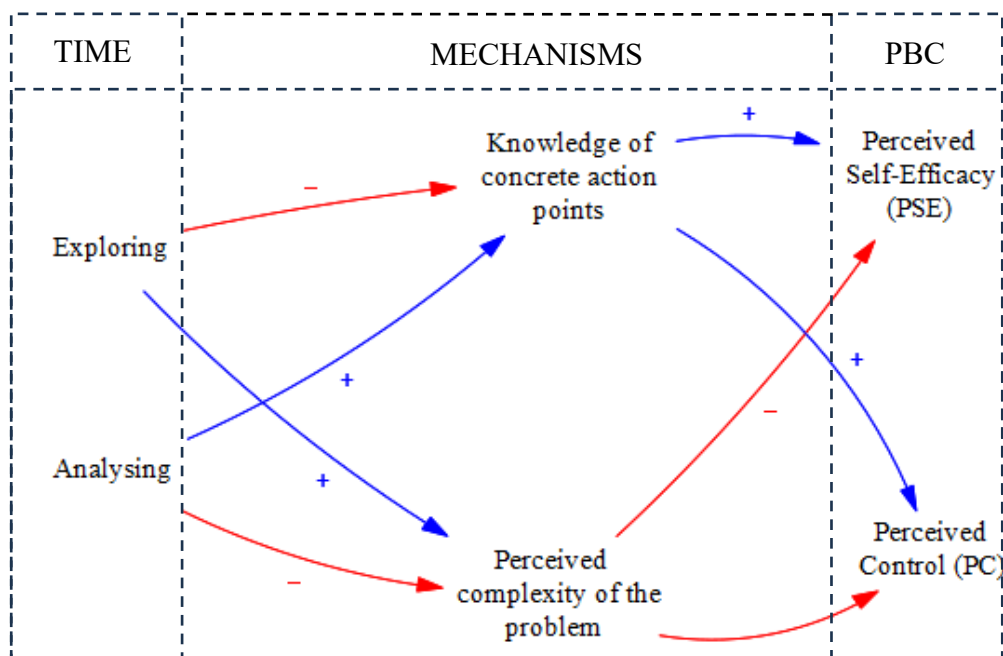 TIME
MECHANISMS
PBC
+
Knowledge of
concrete action
points
Perceived
Self-Efficacy
(PSE)
–
Exploring
+
+
–
Analysing
+
Perceived
complexity of the
problem
Perceived
Control (PC)
–